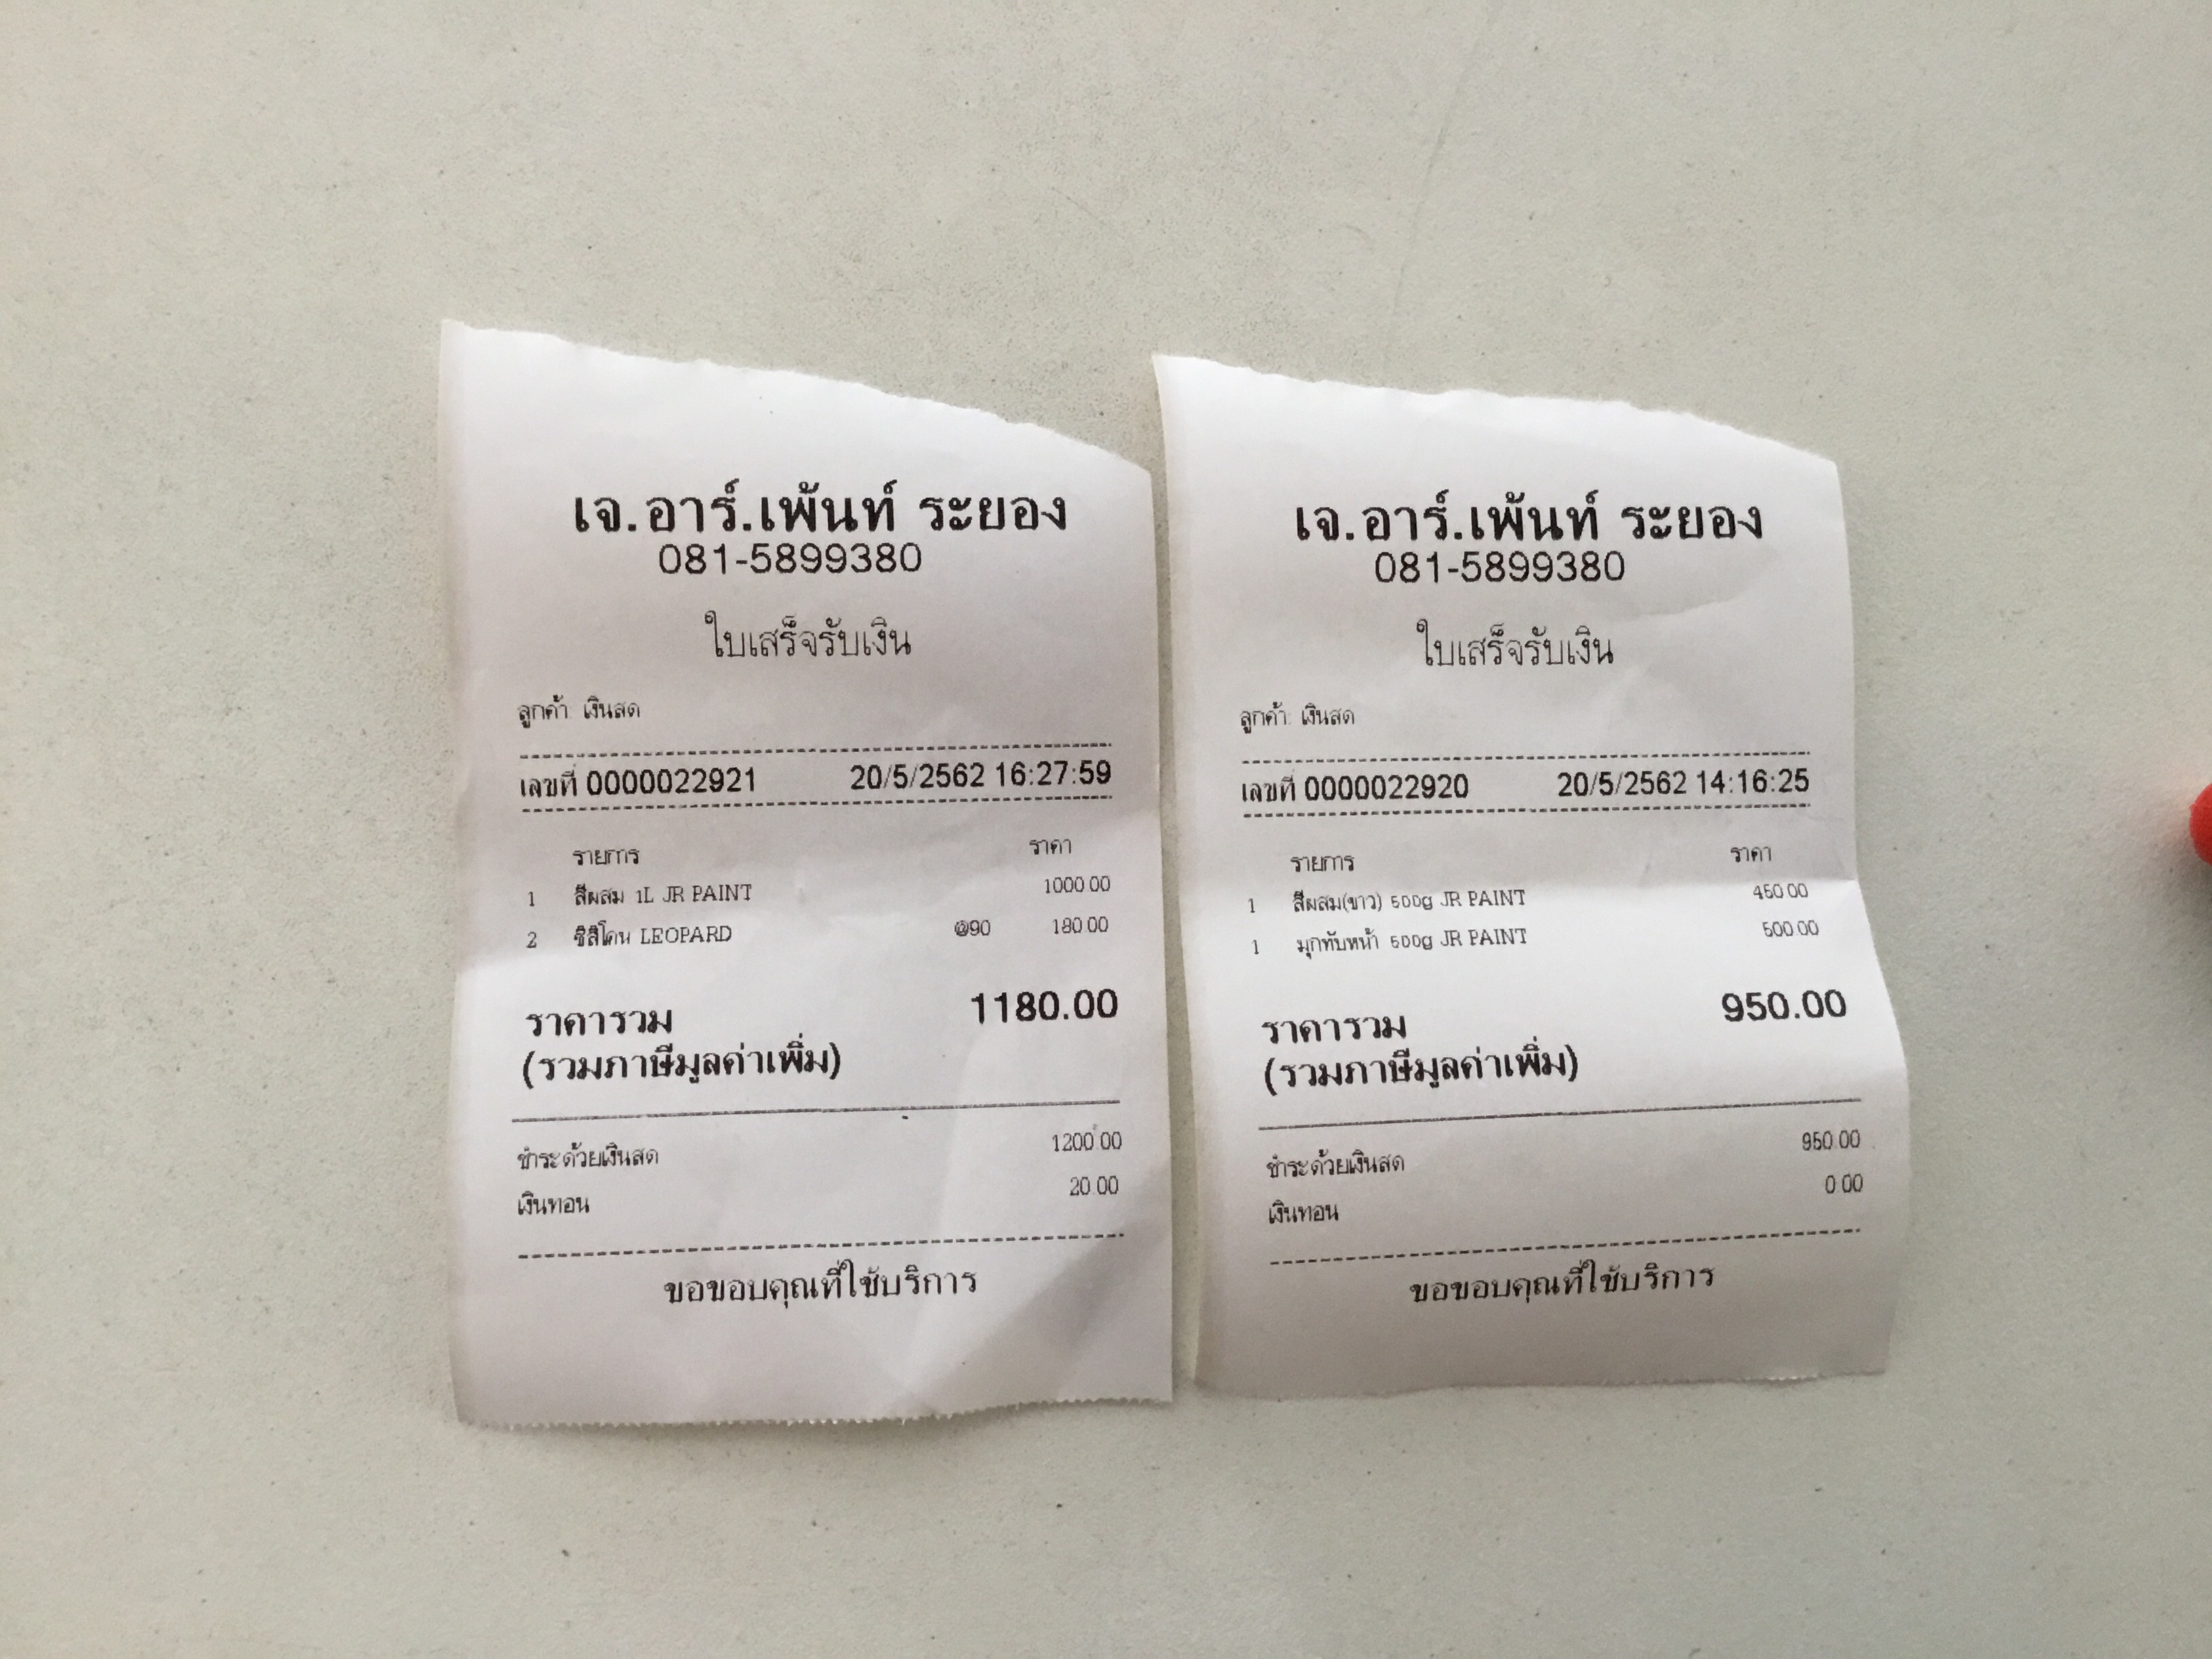 เจ.อาร์.เพ้นท์ ระยอง
081-5899380
ใบเสร็จรับเงิน
ลูกค้า: เงินสด
เลขที่ 0000022921 20/5/2562 16:27:59
รายการ ราคา
1 สีผสม 1L JR PAINT 1000.00
2 ซิลิโคน LEOPARD @90 180.00
ราคารวม 1180.00
(รวมภาษีมูลค่าเพิ่ม)
ชำระด้วยเงินสด 1200.00
เงินทอน 20.00
ขอขอบคุณที่ใช้บริการ
เจ.อาร์.เพ้นท์ ระยอง
081-5899380
ใบเสร็จรับเงิน
ลูกค้า: เงินสด
เลขที่ 0000022920 20/5/2562 14:16:25
รายการ ราคา
1 สีผสม(ขาว) 500g JR PAINT 450.00
1 มุกทับหน้า 500g JR PAINT 500.00
ราคารวม 950.00
(รวมภาษีมูลค่าเพิ่ม)
ชำระด้วยเงินสด 950.00
เงินทอน 0.00
ขอขอบคุณที่ใช้บริการ